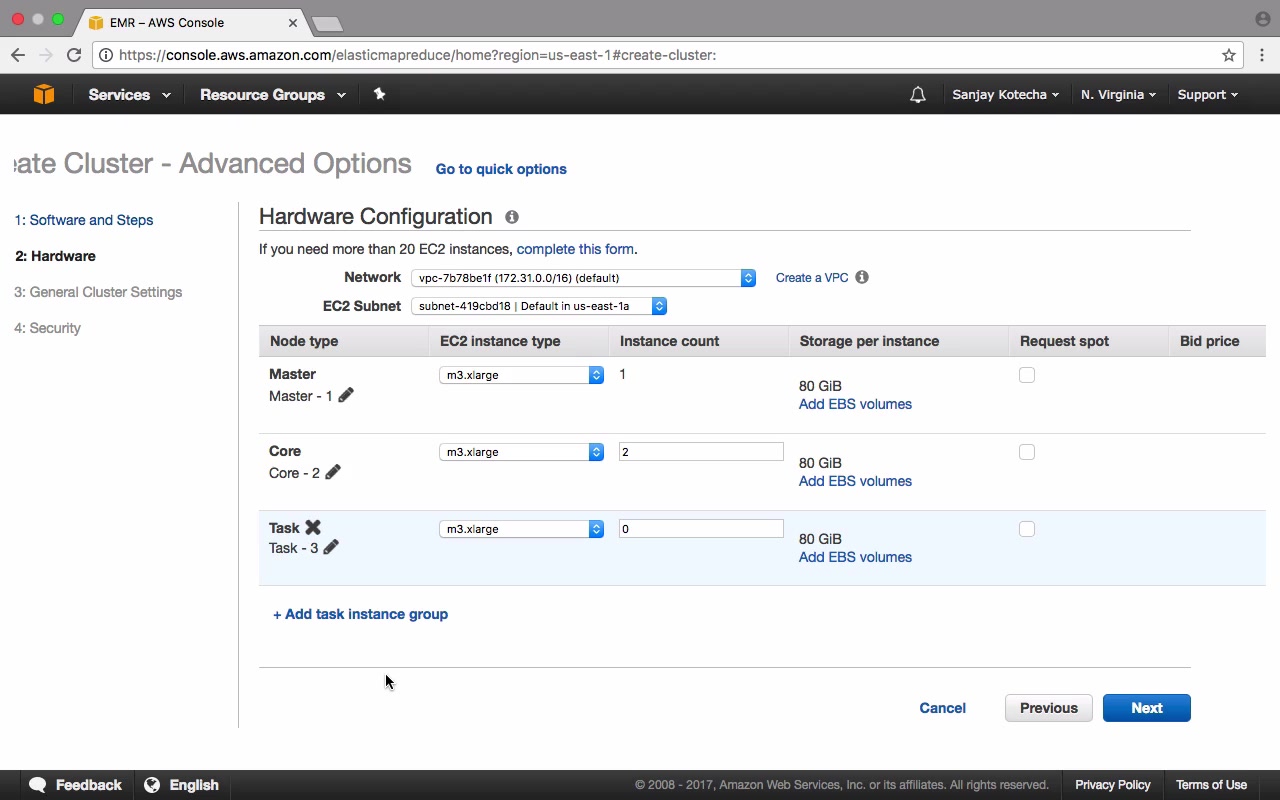 EMR – AWS Console
https://console.aws.amazon.com/elasticmapreduce/home?region=us-east-1#create-cluster:
Services Resource Groups Sanjay Kotecha N. Virginia Support
eate Cluster - Advanced Options Go to quick options
1: Software and Steps
2: Hardware
3: General Cluster Settings
4: Security
Hardware Configuration
If you need more than 20 EC2 instances, complete this form.
Network vpc-7b78be1f (172.31.0.0/16) (default) Create a VPC
EC2 Subnet subnet-419cbd18 | Default in us-east-1a
Node type EC2 instance type Instance count Storage per instance Request spot Bid price
Master m3.xlarge 1
Master - 1 80 GiB
Add EBS volumes
Core m3.xlarge 2
Core - 2 80 GiB
Add EBS volumes
Task m3.xlarge 0
Task - 3 80 GiB
Add EBS volumes
+ Add task instance group
Cancel Previous Next
Feedback English © 2008 - 2017, Amazon Web Services, Inc. or its affiliates. All rights reserved. Privacy Policy Terms of Use